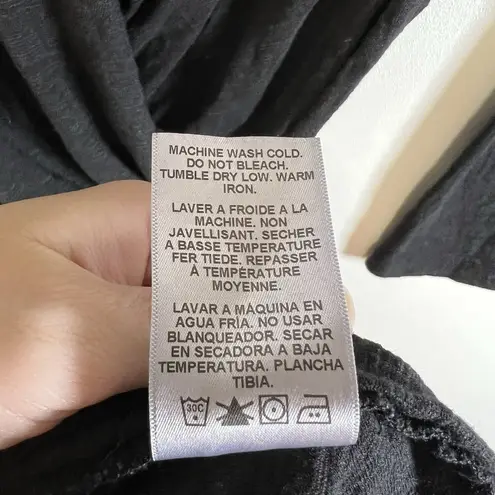 MACHINE WASH COLD.
DO NOT BLEACH.
TUMBLE DRY LOW. WARM
IRON.
LAVER A FROIDE A LA
MACHINE. NON
JAVELLISANT. SECHER
A BASSE TEMPERATURE
FER TIEDE. REPASSER
À TEMPÉRATURE
MOYENNE.
LAVAR A MÁQUINA EN
AGUA FRÍA. NO USAR
BLANQUEADOR. SECAR
EN SECADORA A BAJA
TEMPERATURA. PLANCHA
TIBIA.
30C